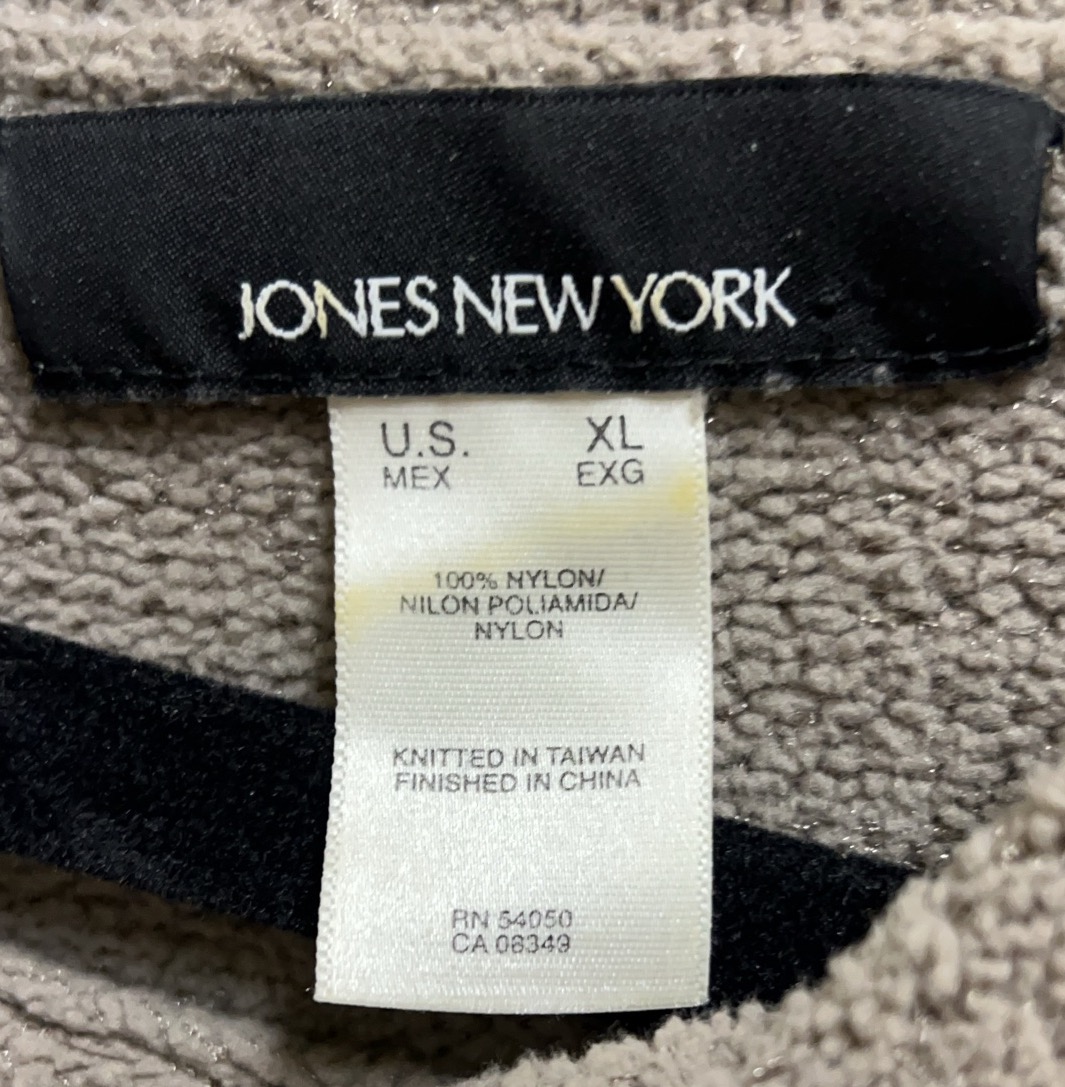 JONES NEW YORK
U.S. XL
MEX EXG
100% NYLON/
NILON POLIAMIDA/
NYLON
KNITTED IN TAIWAN
FINISHED IN CHINA
RN 54050
CA 08349